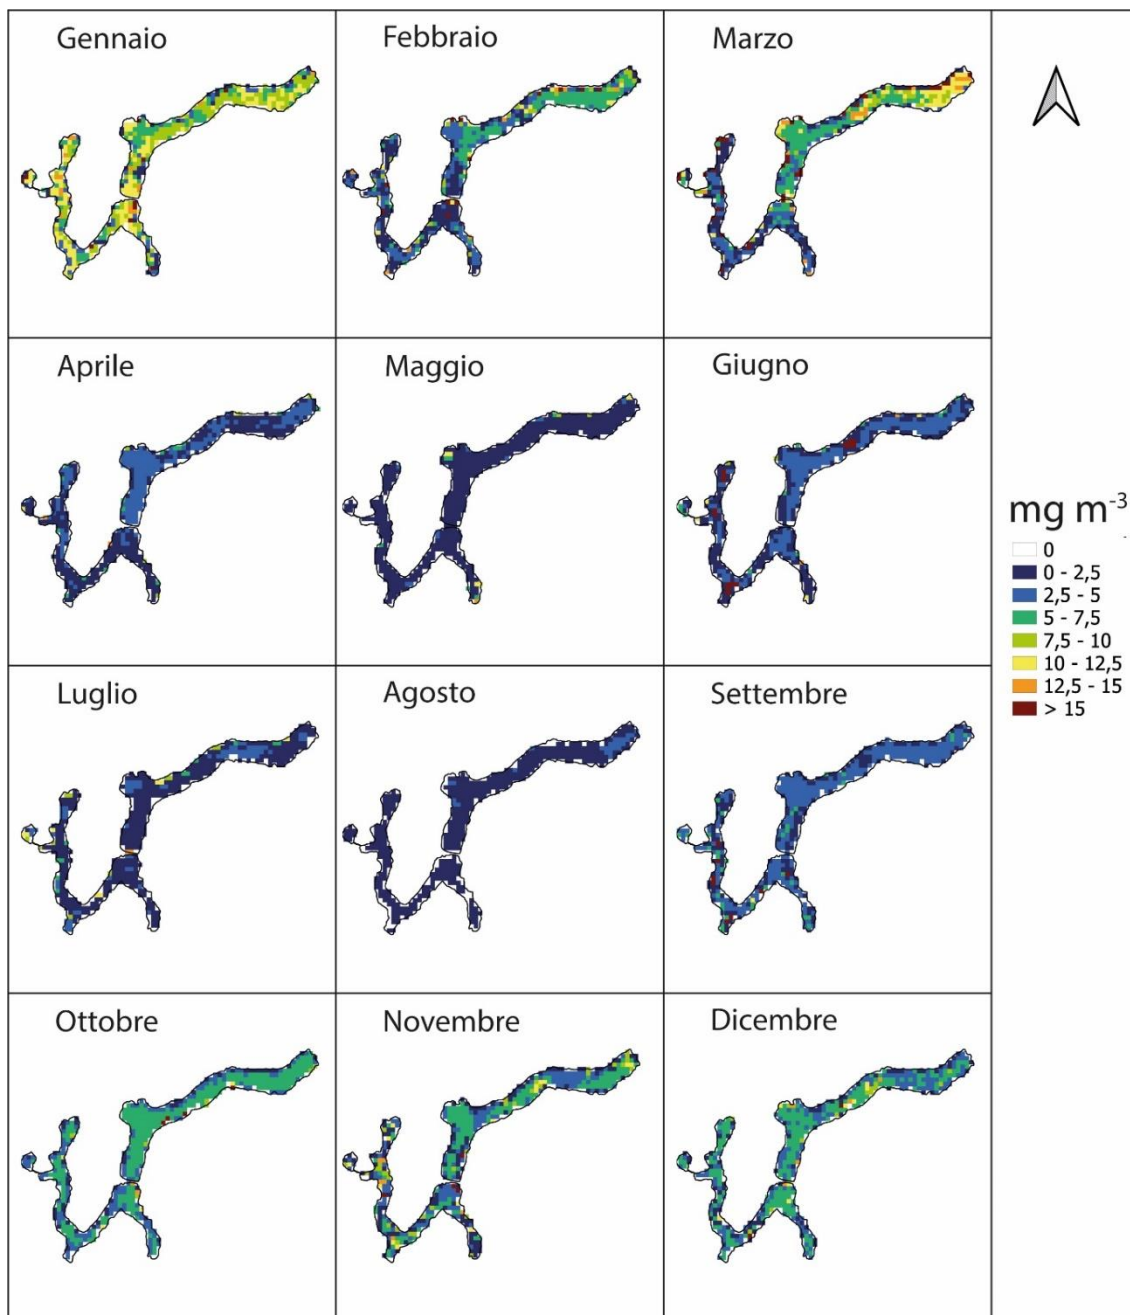 Gennaio
Febbraio
Marzo
Aprile
Maggio
Giugno
Luglio
Agosto
Settembre
Ottobre
Novembre
Dicembre
mg m⁻³
0
0 - 2,5
2,5 - 5
5 - 7,5
7,5 - 10
10 - 12,5
12,5 - 15
> 15